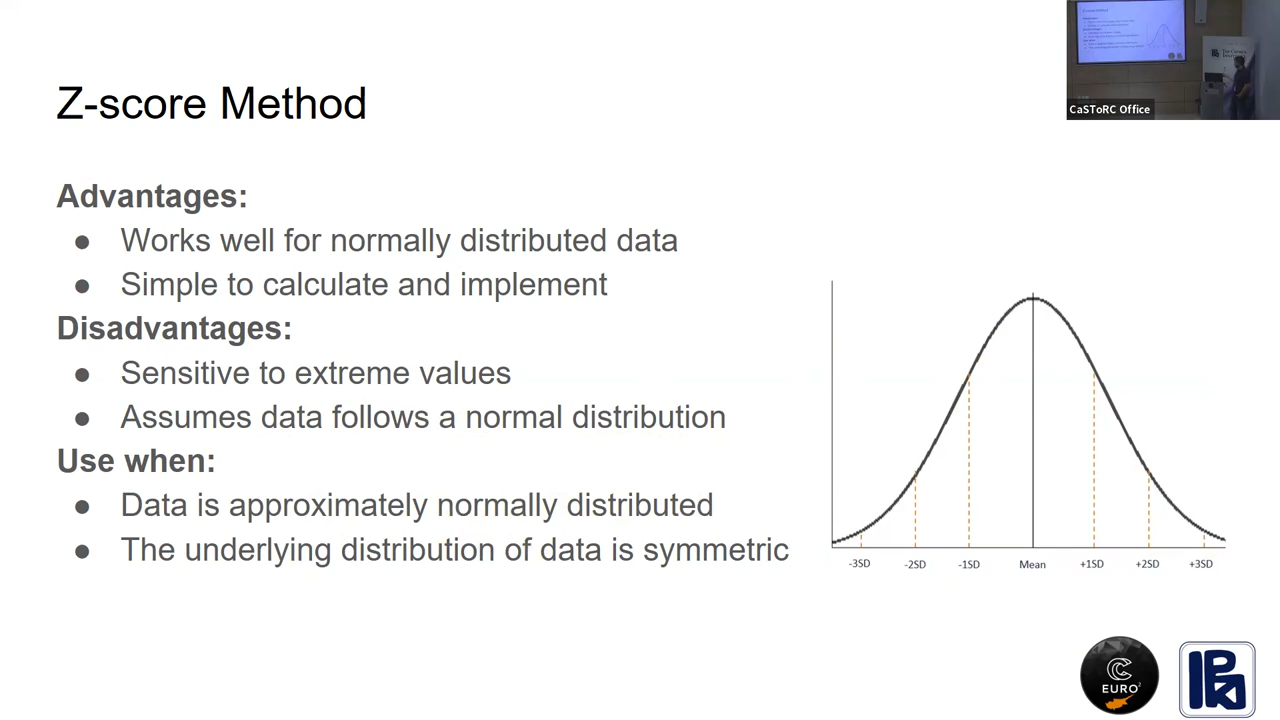 Z-score Method
CaSToRC Office
Advantages:
● Works well for normally distributed data
● Simple to calculate and implement
Disadvantages:
● Sensitive to extreme values
● Assumes data follows a normal distribution
Use when:
● Data is approximately normally distributed
● The underlying distribution of data is symmetric
-3SD -2SD -1SD Mean +1SD +2SD +3SD
EURO²